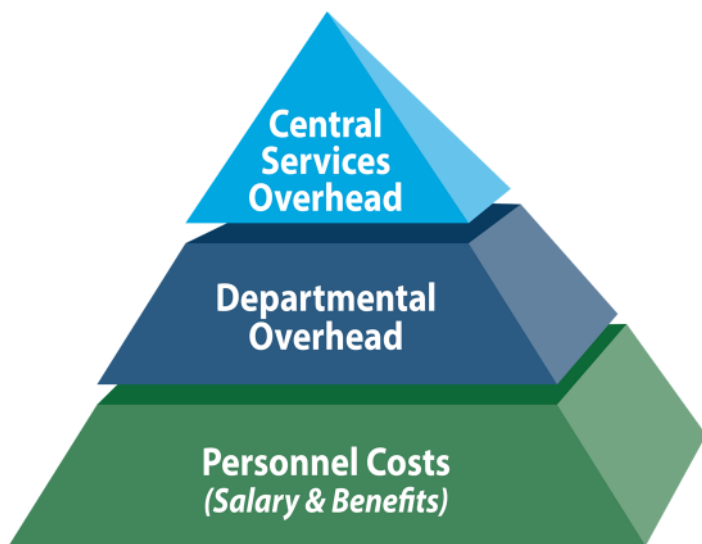 Central
Services
Overhead
Departmental
Overhead
Personnel Costs
(Salary & Benefits)